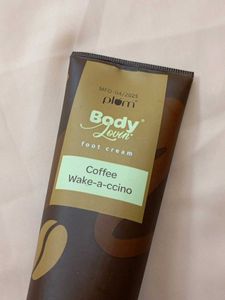 MFD-04/2025
plum
Body
Lovin'
foot cream
Coffee
Wake-a-ccino